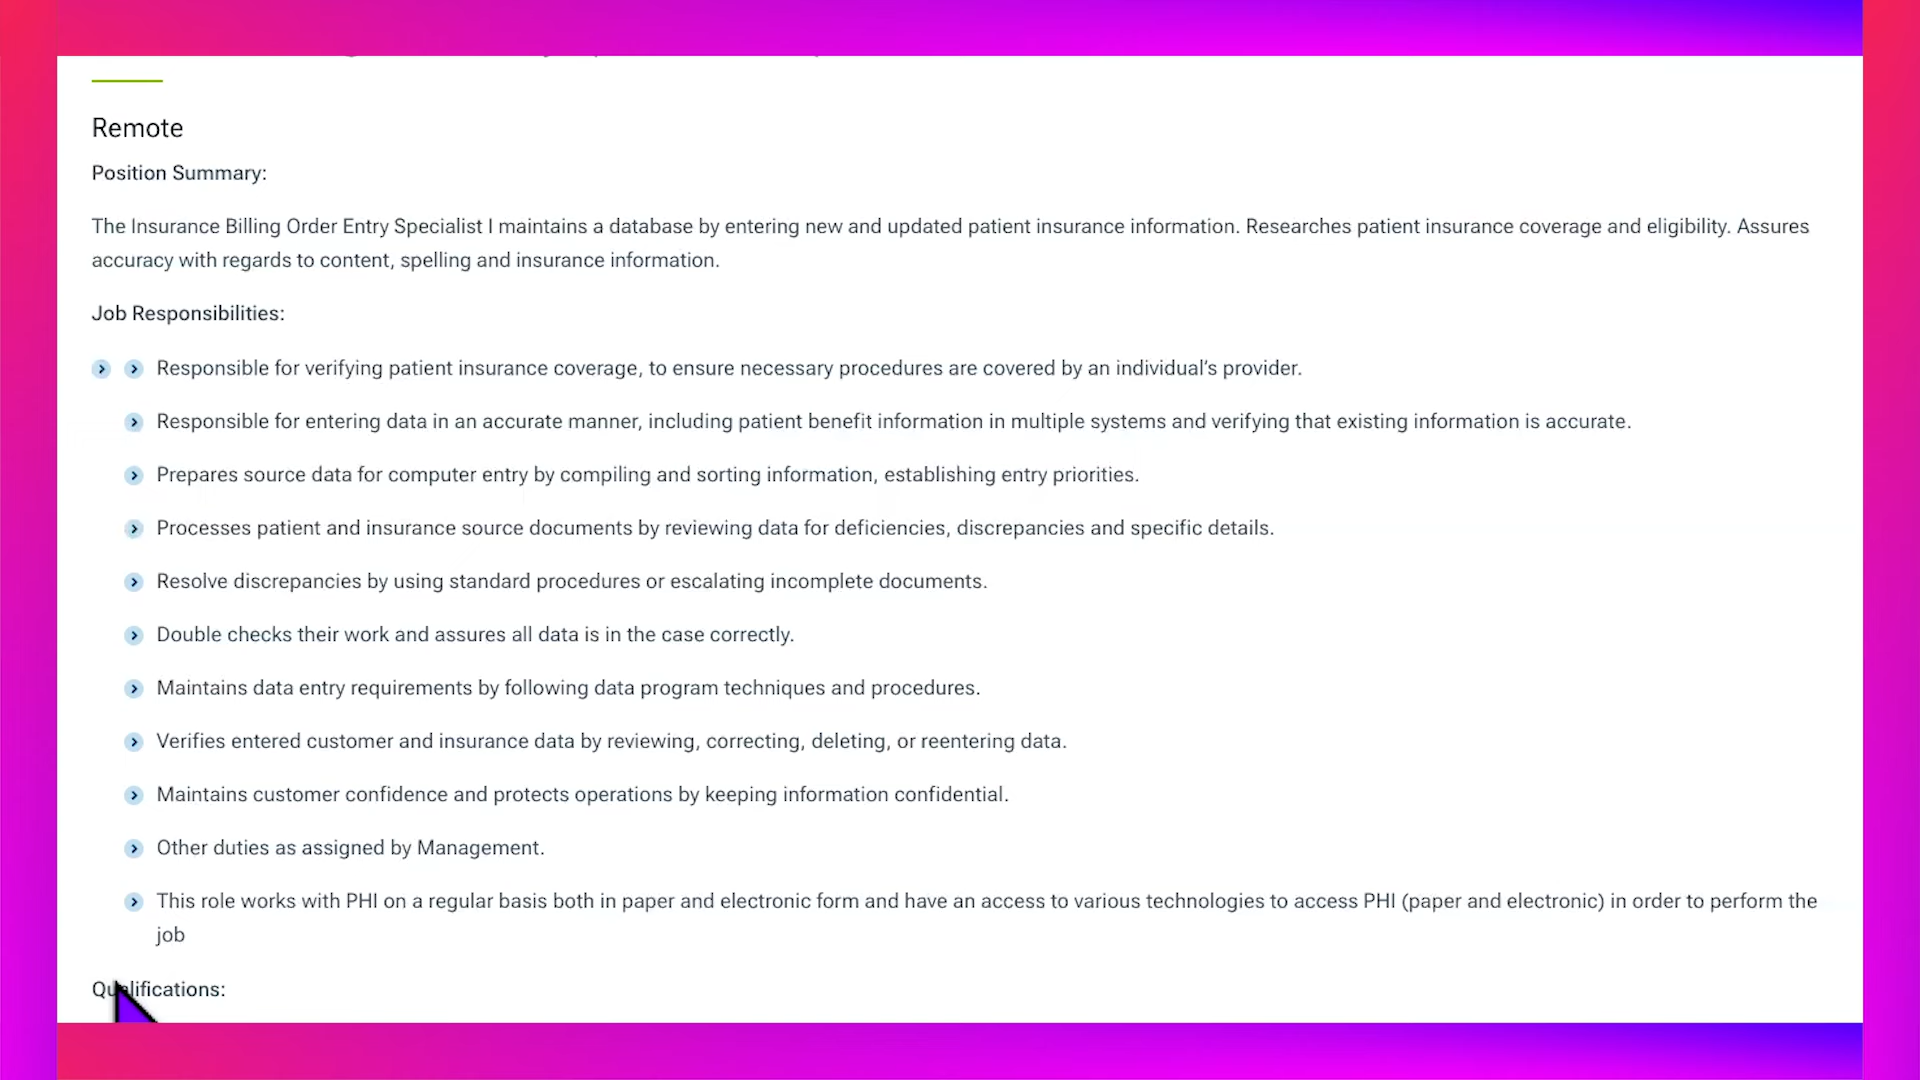 Remote
Position Summary:
The Insurance Billing Order Entry Specialist I maintains a database by entering new and updated patient insurance information. Researches patient insurance coverage and eligibility. Assures
accuracy with regards to content, spelling and insurance information.
Job Responsibilities:
Responsible for verifying patient insurance coverage, to ensure necessary procedures are covered by an individual’s provider.
Responsible for entering data in an accurate manner, including patient benefit information in multiple systems and verifying that existing information is accurate.
Prepares source data for computer entry by compiling and sorting information, establishing entry priorities.
Processes patient and insurance source documents by reviewing data for deficiencies, discrepancies and specific details.
Resolve discrepancies by using standard procedures or escalating incomplete documents.
Double checks their work and assures all data is in the case correctly.
Maintains data entry requirements by following data program techniques and procedures.
Verifies entered customer and insurance data by reviewing, correcting, deleting, or reentering data.
Maintains customer confidence and protects operations by keeping information confidential.
Other duties as assigned by Management.
This role works with PHI on a regular basis both in paper and electronic form and have an access to various technologies to access PHI (paper and electronic) in order to perform the
job
Qualifications: